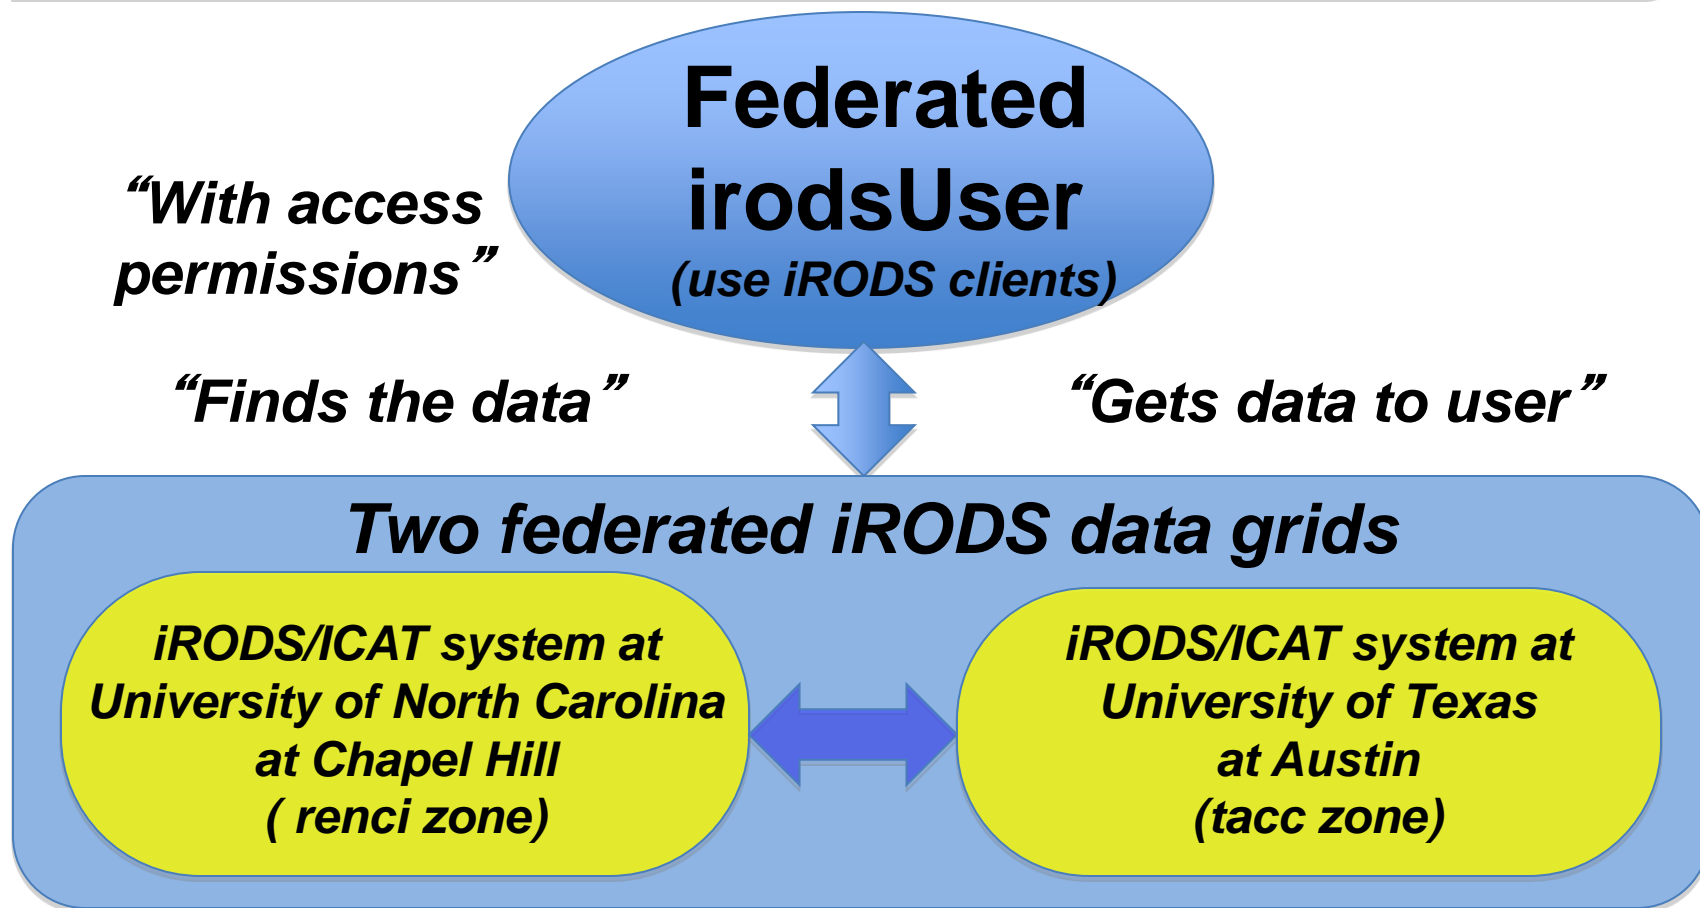 Federated
irodsUser
(use iRODS clients)
“With access
permissions”
“Finds the data”
“Gets data to user”
Two federated iRODS data grids
iRODS/ICAT system at
University of North Carolina
at Chapel Hill
( renci zone)
iRODS/ICAT system at
University of Texas
at Austin
(tacc zone)